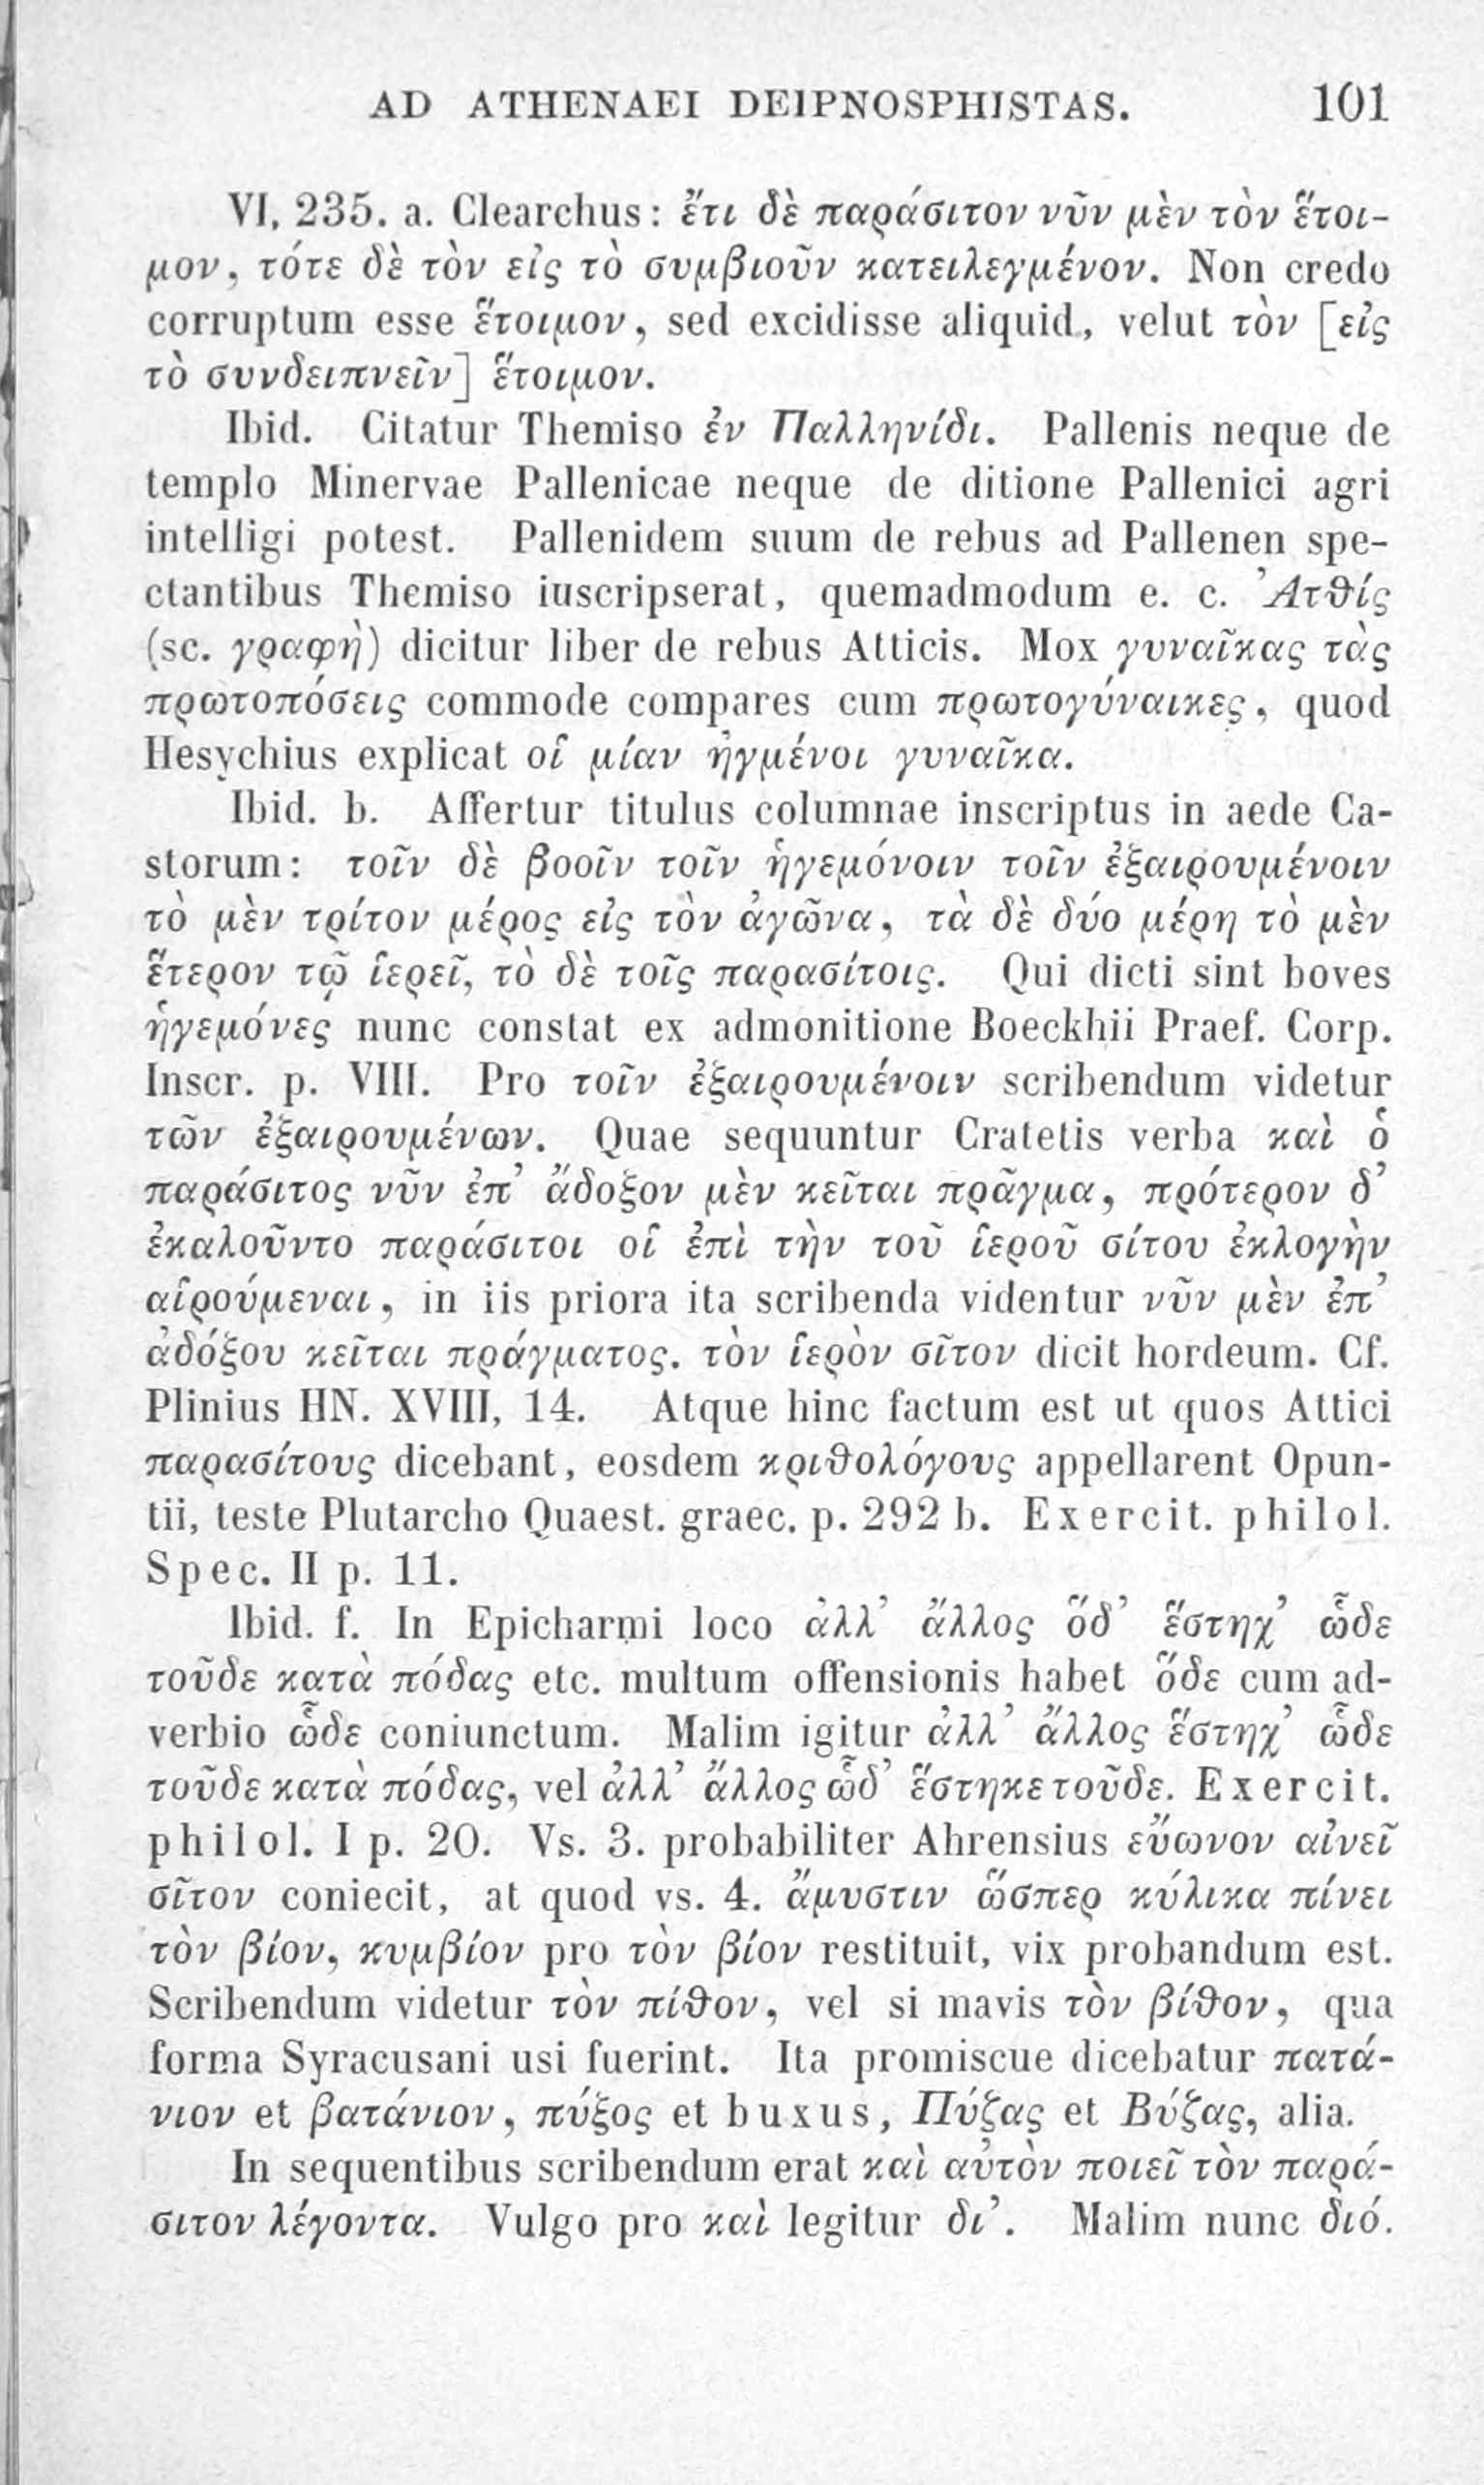 AD ATHENAEI DEIPNOSPHISTAS. 101
VI, 235. a. Clearchus: ἔτι δὲ παράσιτον νῦν μὲν τὸν ἕτοι-
μον, τότε δὲ τὸν εἰς τὸ συμβιοῦν κατειλεγμένον. Non credo
corruptum esse ἕτοιμον, sed excidisse aliquid, velut τὸν [εἰς
τὸ συνδειπνεῖν] ἕτοιμον.
Ibid. Citatur Themiso ἐν Παλληνίδι. Pallenis neque de
templo Minervae Pallenicae neque de ditione Pallenici agri
intelligi potest. Pallenidem suum de rebus ad Pallenen spe-
ctantibus Themiso iuscripserat, quemadmodum e. c. Ἀτϑίς
(sc. γραφὴ) dicitur liber de rebus Atticis. Mox γυναῖκας τὰς
πρωτοπόσεις commode compares cum πρωτογύναικες, quod
Hesychius explicat οἱ μίαν ἠγμένοι γυναῖκα.
Ibid. b. Affertur titulus columnae inscriptus in aede Ca-
storum: τοῖν δὲ βοοῖν τοῖν ἡγεμόνοιν τοῖν ἐξαιρουμένοιν
τὸ μὲν τρίτον μέρος εἰς τὸν ἀγῶνα, τὰ δὲ δύο μέρη τὸ μὲν
ἕτερον τῷ ἱερεῖ, τὸ δὲ τοῖς παρασίτοις. Qui dicti sint boves
ἡγεμόνες nunc constat ex admonitione Boeckhii Praef. Corp.
Inscr. p. VIII. Pro τοῖν ἐξαιρουμένοιν scribendum videtur
τῶν ἐξαιρουμένων. Quae sequuntur Cratetis verba καὶ ὁ
παράσιτος νῦν ἐπ’ ἄδοξον μὲν κεῖται πρᾶγμα, πρότερον δ’
ἐκαλοῦντο παράσιτοι οἱ ἐπὶ τὴν τοῦ ἱεροῦ σίτου ἐκλογὴν
αἱρούμεναι, in iis priora ita scribenda videntur νῦν μὲν ἐπ’
ἀδόξου κεῖται πράγματος. τὸν ἱερὸν σῖτον dicit hordeum. Cf.
Plinius HN. XVIII, 14. Atque hinc factum est ut quos Attici
παρασίτους dicebant, eosdem κριϑολόγους appellarent Opun-
tii, teste Plutarcho Quaest. graec. p. 292 b. Exercit. philol.
Spec. II p. 11.
Ibid. f. In Epicharmi loco ἀλλ’ ἄλλος ὅδ’ ἕστηχ’ ὧδε
τοῦδε κατὰ πόδας etc. multum offensionis habet ὅδε cum ad-
verbio ὧδε coniunctum. Malim igitur ἀλλ’ ἄλλος ἕστηχ’ ὧδε
τοῦδε κατὰ πόδας, vel ἀλλ’ ἄλλος ὧδ’ ἕστηκε τοῦδε. Exercit.
philol. I p. 20. Vs. 3. probabiliter Ahrensius εὔωνον αἰνεῖ
σῖτον coniecit, at quod vs. 4. ἄμυστιν ὥσπερ κύλικα πίνει
τὸν βίον, κυμβίον pro τὸν βίον restituit, vix probandum est.
Scribendum videtur τὸν πίϑον, vel si mavis τὸν βίϑον, qua
forma Syracusani usi fuerint. Ita promiscue dicebatur πατά-
νιον et βατάνιον, πύξος et buxus, Πύζας et Βύζας, alia.
In sequentibus scribendum erat καὶ αὐτὸν ποιεῖ τὸν παρά-
σιτον λέγοντα. Vulgo pro καὶ legitur δι’. Malim nunc διό.